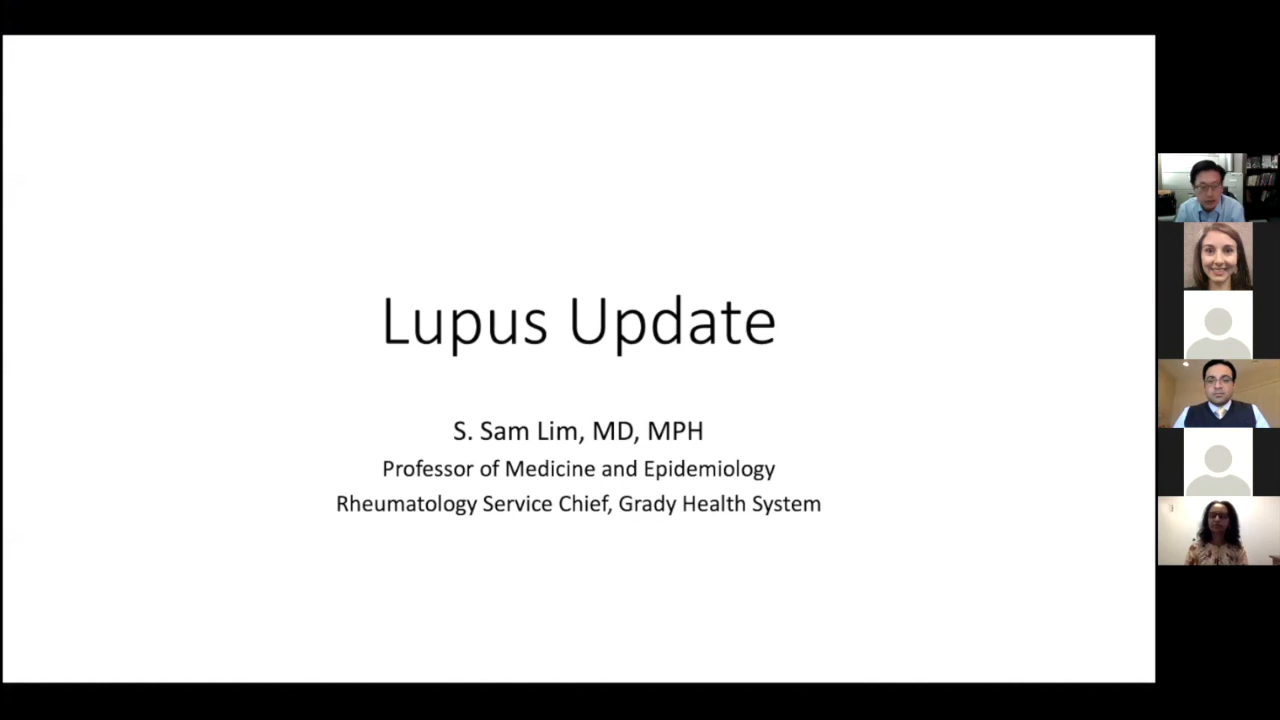 Lupus Update
S. Sam Lim, MD, MPH
Professor of Medicine and Epidemiology
Rheumatology Service Chief, Grady Health System